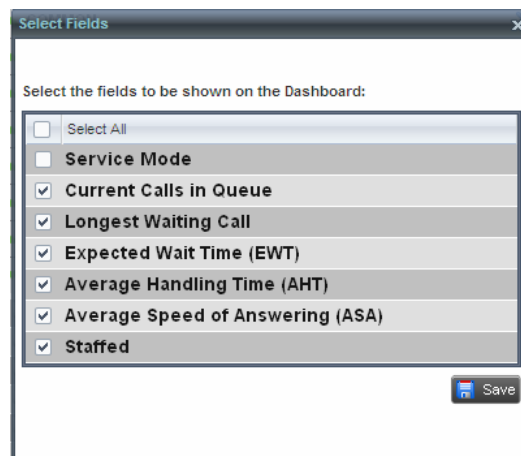 Select Fields
Select the fields to be shown on the Dashboard:
Select All
Service Mode
Current Calls in Queue
Longest Waiting Call
Expected Wait Time (EWT)
Average Handling Time (AHT)
Average Speed of Answering (ASA)
Staffed
Save